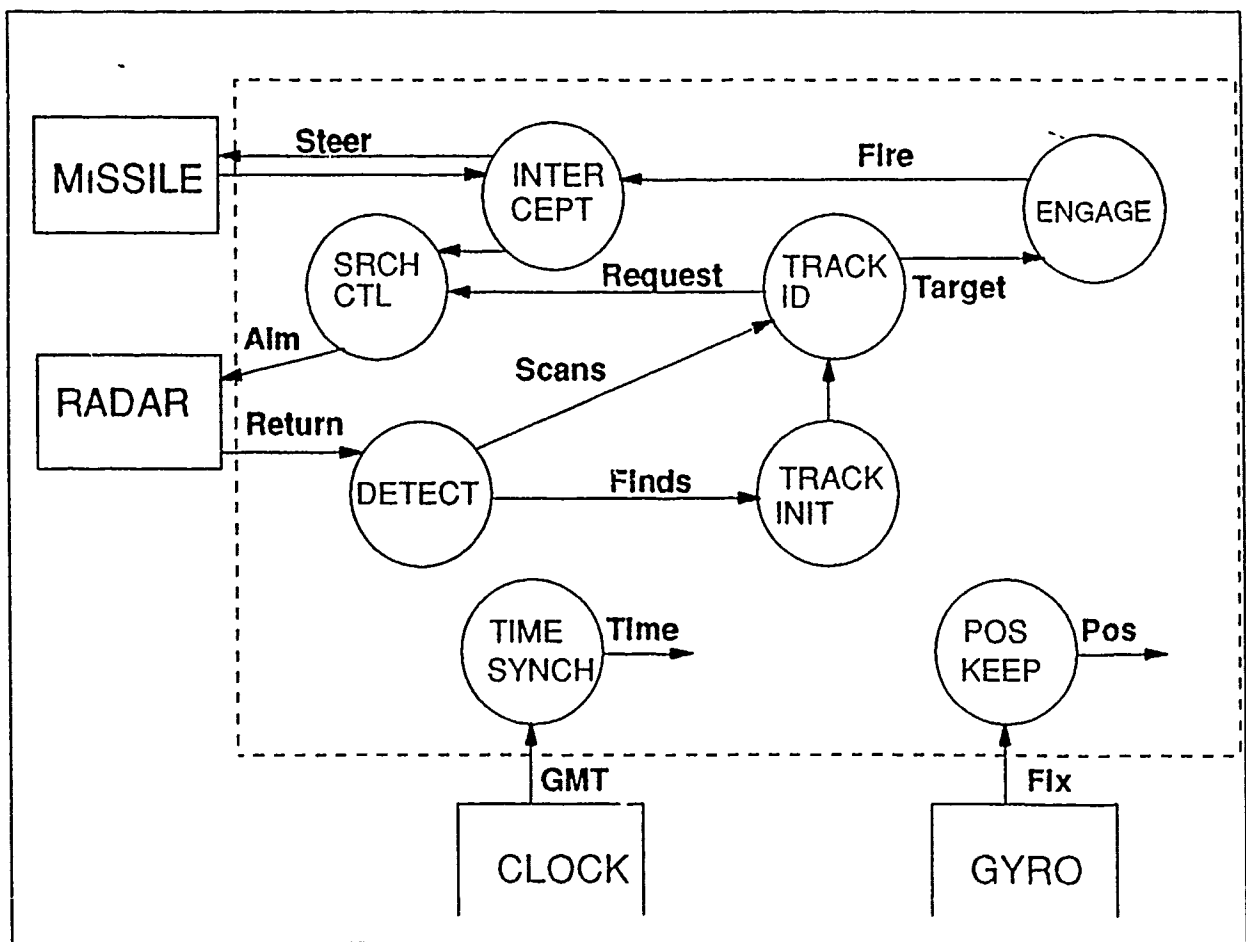 Steer
MiSSILE
INTER
CEPT
Fire
ENGAGE
SRCH
CTL
Request
TRACK
ID
Target
Aim
RADAR
Scans
Return
DETECT
Finds
TRACK
INIT
TIME
SYNCH
Time
POS
KEEP
Pos
GMT
Fix
CLOCK
GYRO